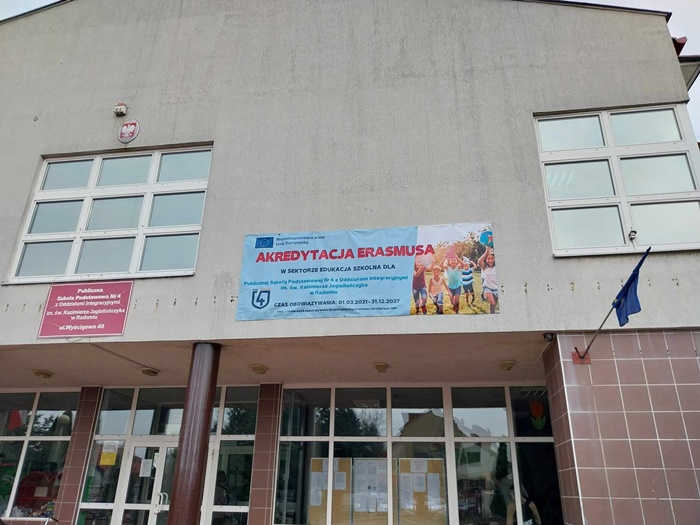 Współfinansowane przez
Unię Europejską
AKREDYTACJA ERASMUSA
W SEKTORZE EDUKACJA SZKOLNA DLA
Publicznej Szkoły Podstawowej Nr 4 z Oddziałami Integracyjnymi
im. św. Kazimierza Jagiellończyka
w Radomiu
CZAS OBOWIĄZYWANIA: 01.03.2021 - 31.12.2027
Publiczna
Szkoła Podstawowa Nr 4
z Oddziałami Integracyjnymi
im. św. Kazimierza Jagiellończyka
w Radomiu
ul.Wyścigowa 49